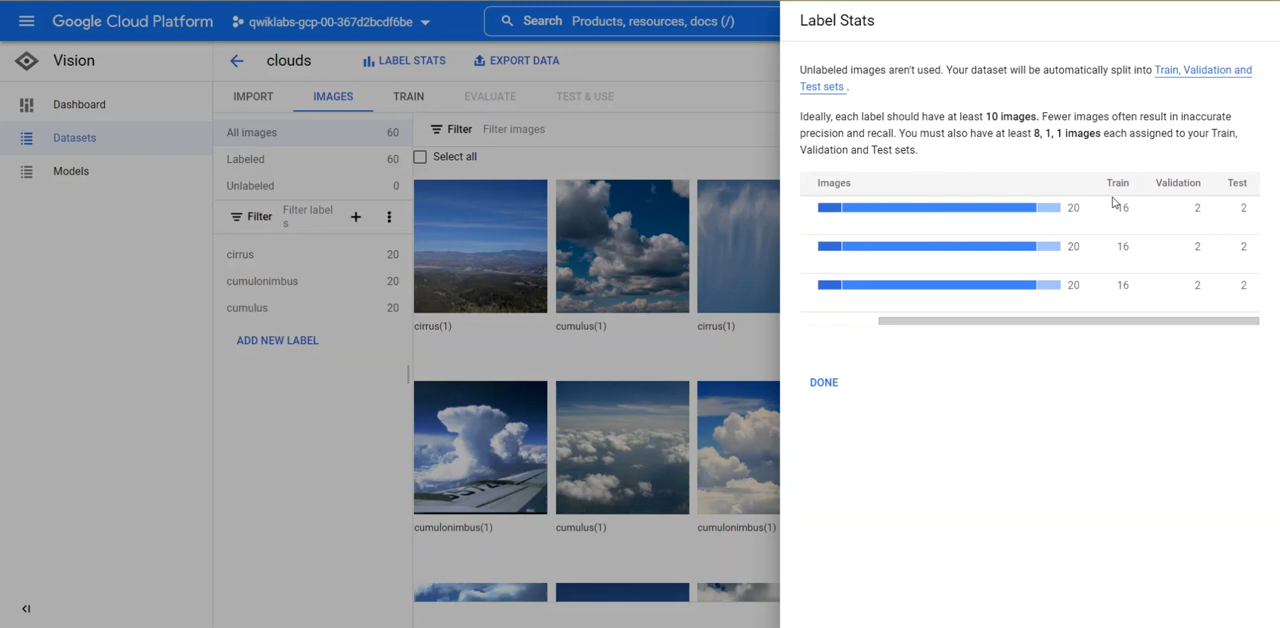 Google Cloud Platform
qwiklabs-gcp-00-367d2bcdf6be
Search Products, resources, docs (/)
Vision
clouds
LABEL STATS
EXPORT DATA
IMPORT
IMAGES
TRAIN
EVALUATE
TEST & USE
Dashboard
Datasets
Models
All images 60
Labeled 60
Unlabeled 0
Filter
Filter label
s
cirrus 20
cumulonimbus 20
cumulus 20
ADD NEW LABEL
Filter Filter images
Select all
cirrus(1)
cumulus(1)
cirrus(1)
cumulonimbus(1)
cumulus(1)
cumulonimbus(1)
Label Stats
Unlabeled images aren't used. Your dataset will be automatically split into Train, Validation and
Test sets .
Ideally, each label should have at least 10 images. Fewer images often result in inaccurate
precision and recall. You must also have at least 8, 1, 1 images each assigned to your Train,
Validation and Test sets.
Images Train Validation Test
20 16 2 2
20 16 2 2
20 16 2 2
DONE